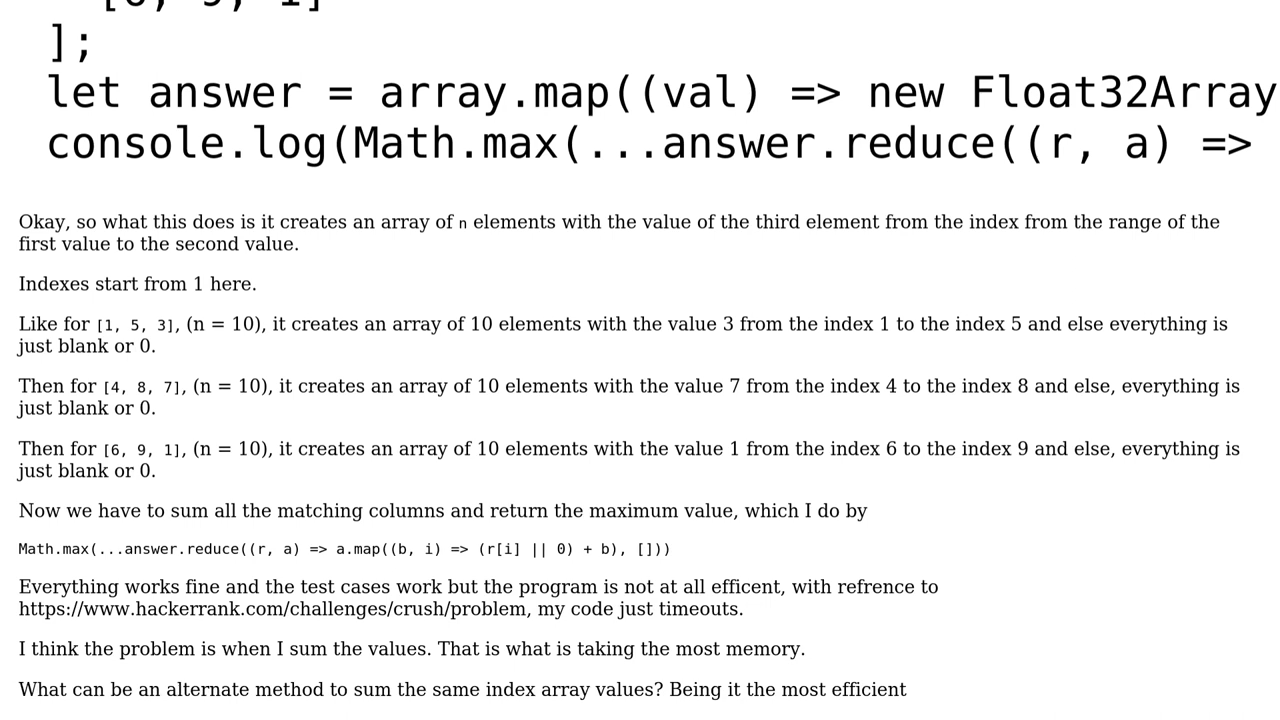 [6, 9, 1]
];
let answer = array.map((val) => new Float32Array
console.log(Math.max(...answer.reduce((r, a) =>
Okay, so what this does is it creates an array of n elements with the value of the third element from the index from the range of the
first value to the second value.
Indexes start from 1 here.
Like for [1, 5, 3], (n = 10), it creates an array of 10 elements with the value 3 from the index 1 to the index 5 and else everything is
just blank or 0.
Then for [4, 8, 7], (n = 10), it creates an array of 10 elements with the value 7 from the index 4 to the index 8 and else, everything is
just blank or 0.
Then for [6, 9, 1], (n = 10), it creates an array of 10 elements with the value 1 from the index 6 to the index 9 and else, everything is
just blank or 0.
Now we have to sum all the matching columns and return the maximum value, which I do by
Math.max(...answer.reduce((r, a) => a.map((b, i) => (r[i] || 0) + b), []))
Everything works fine and the test cases work but the program is not at all efficent, with refrence to
https://www.hackerrank.com/challenges/crush/problem, my code just timeouts.
I think the problem is when I sum the values. That is what is taking the most memory.
What can be an alternate method to sum the same index array values? Being it the most efficient